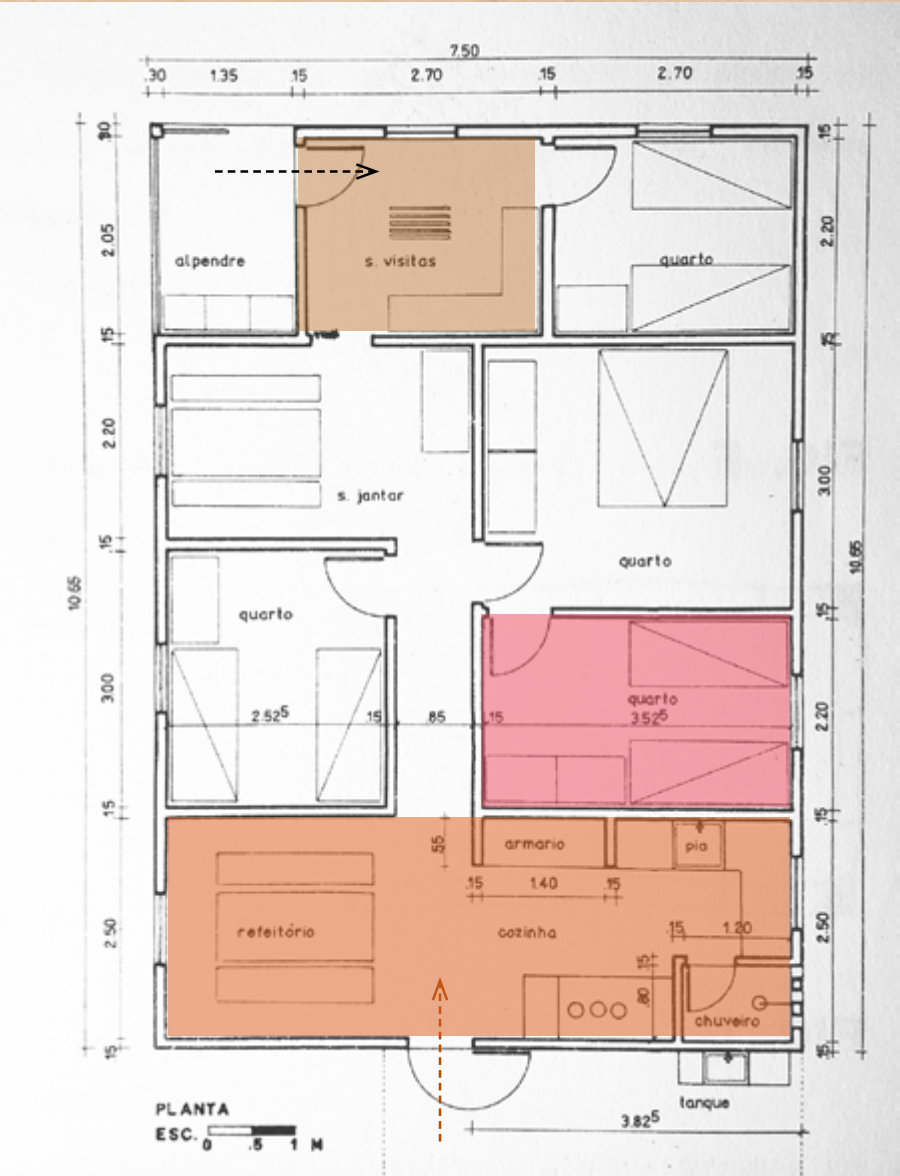 7.50
.30 1.35 .15 2.70 .15 2.70 .15
.15
2.05
2.20
alpendre
s. visitas
quarto
.15
2.20
s. jantar
3.00
quarto
.15
.15
10.65
10.65
quarto
quarto
3.00
2.52⁵ .15 .85 .15 3.52⁵
2.20
.15
.15
.55
armario
pia
.15 1.40 .15
refeitório
cozinha
.15 1.20
2.50
2.50
.15
.80
chuveiro
.15
.15
tanque
PLANTA
ESC. 0 .5 1 M
3.82⁵